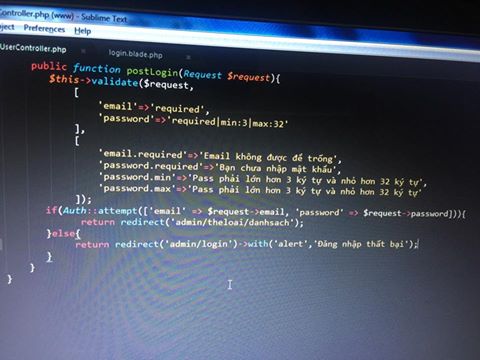 Controller.php (www) - Sublime Text
oject Preferences Help
UserController.php × login.blade.php ×
public function postLogin(Request $request){
$this->validate($request,
[
'email'=>'required',
'password'=>'required|min:3|max:32'
],
[
'email.required'=>'Email không được để trống',
'password.required'=>'Bạn chưa nhập mật khẩu',
'password.min'=>'Pass phải lớn hơn 3 ký tự và nhỏ hơn 32 ký tự',
'password.max'=>'Pass phải lớn hơn 3 ký tự và nhỏ hơn 32 ký tự'
]);
if(Auth::attempt(['email' => $request->email, 'password' => $request->password])){
return redirect('admin/theloai/danhsach');
}else{
return redirect('admin/login')->with('alert','Đăng nhập thất bại');
}
}
}